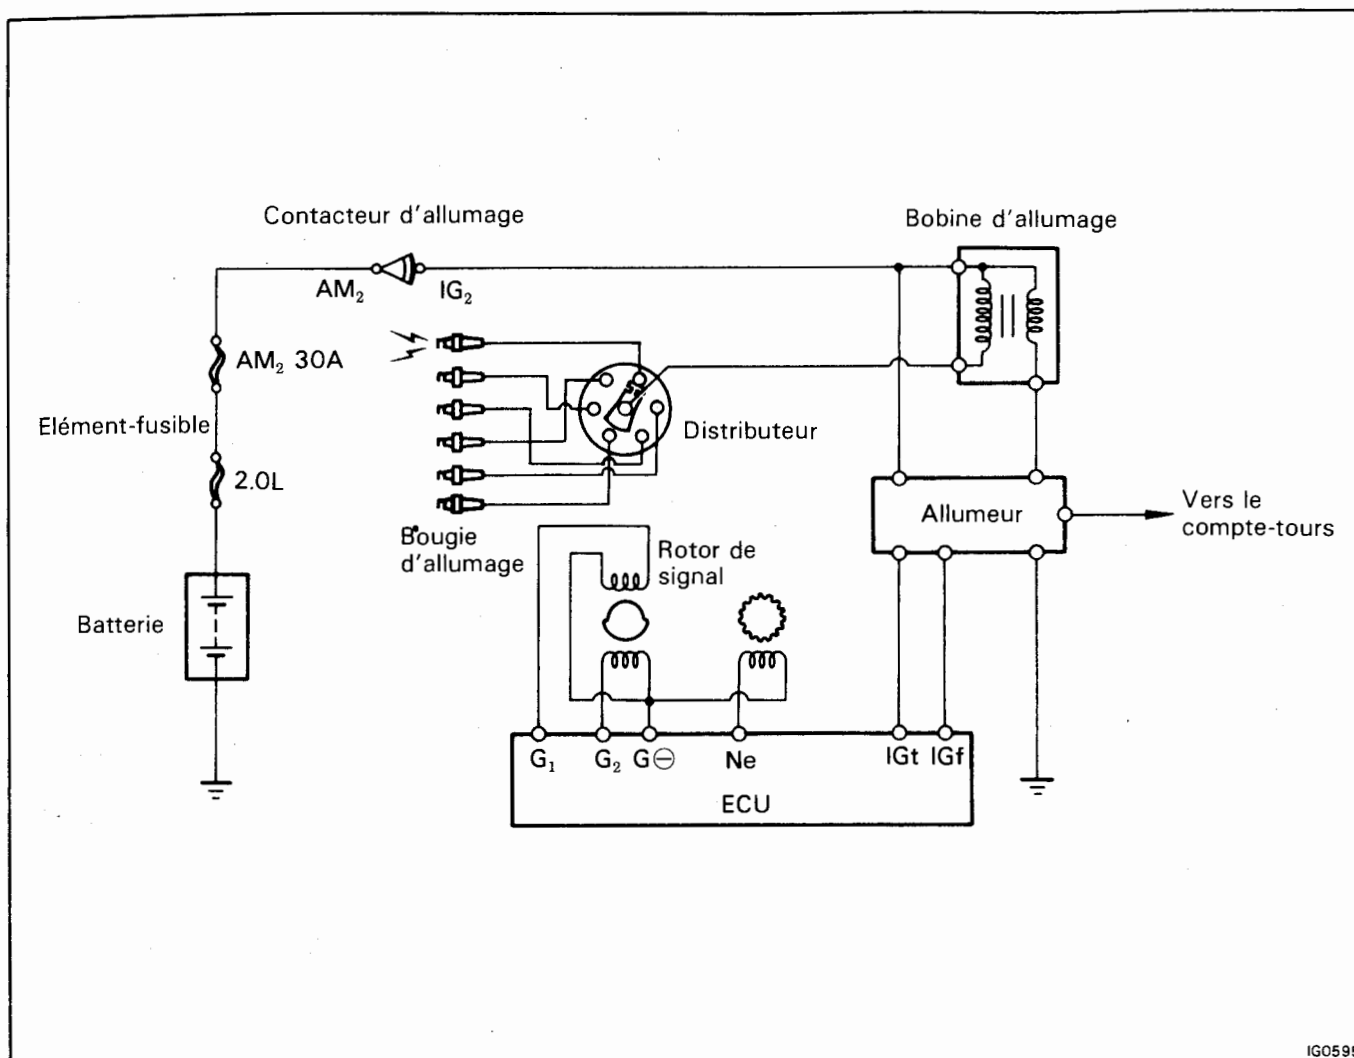 Contacteur d'allumage
Bobine d'allumage
AM₂
IG₂
AM₂ 30A
Elément-fusible
2.0L
Distributeur
Allumeur
Vers le
compte-tours
Bougie
d'allumage
Rotor de
signal
Batterie
G₁
G₂
G⊖
Ne
IGt
IGf
ECU